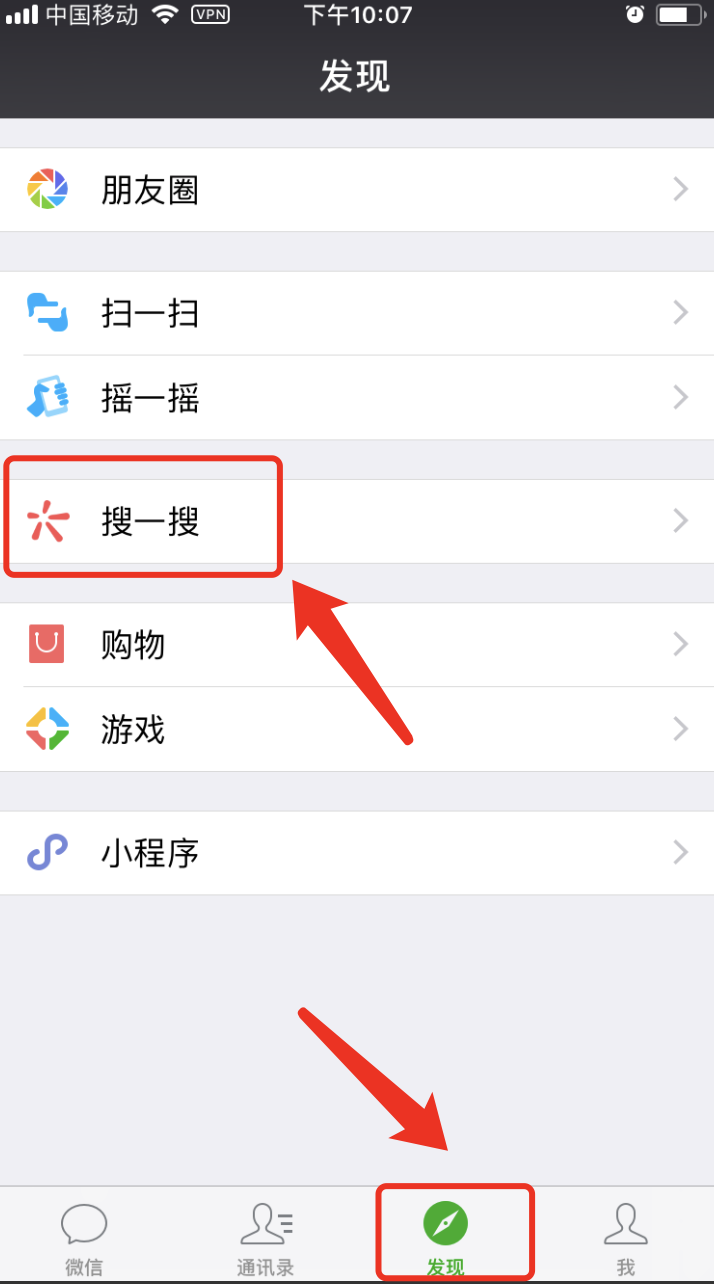 中国移动 VPN 下午10:07
发现
朋友圈
扫一扫
摇一摇
搜一搜
购物
游戏
小程序
微信 通讯录 发现 我